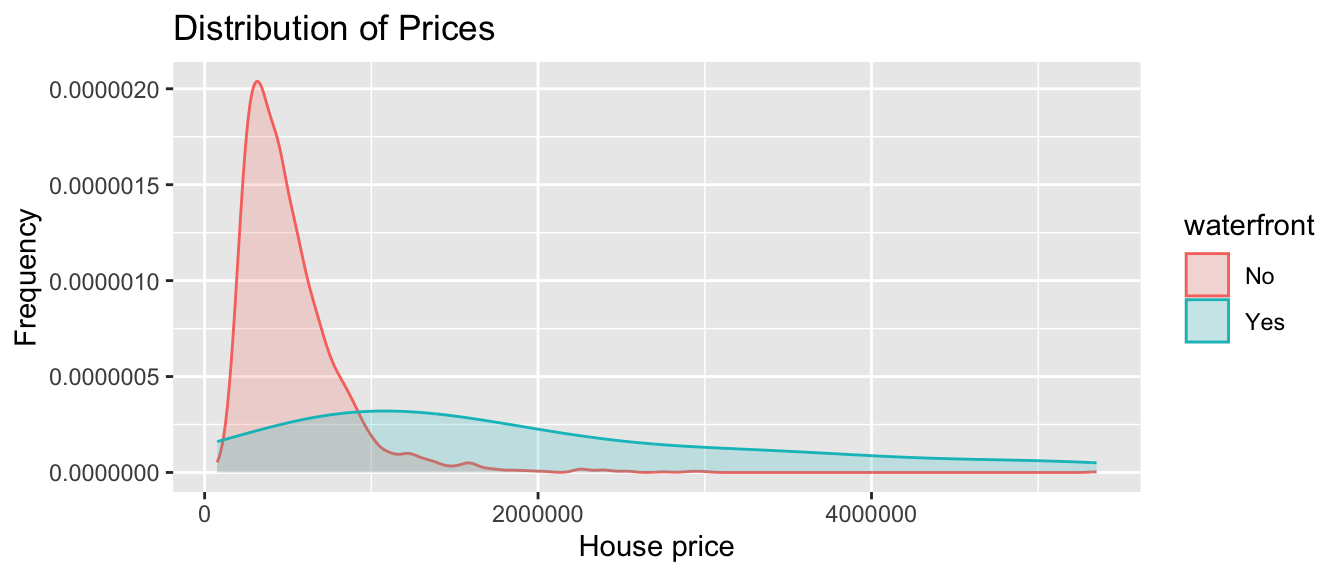 Distribution of Prices
Frequency
0.0000020
0.0000015
0.0000010
0.0000005
0.0000000
0
2000000
4000000
House price
waterfront
No
Yes